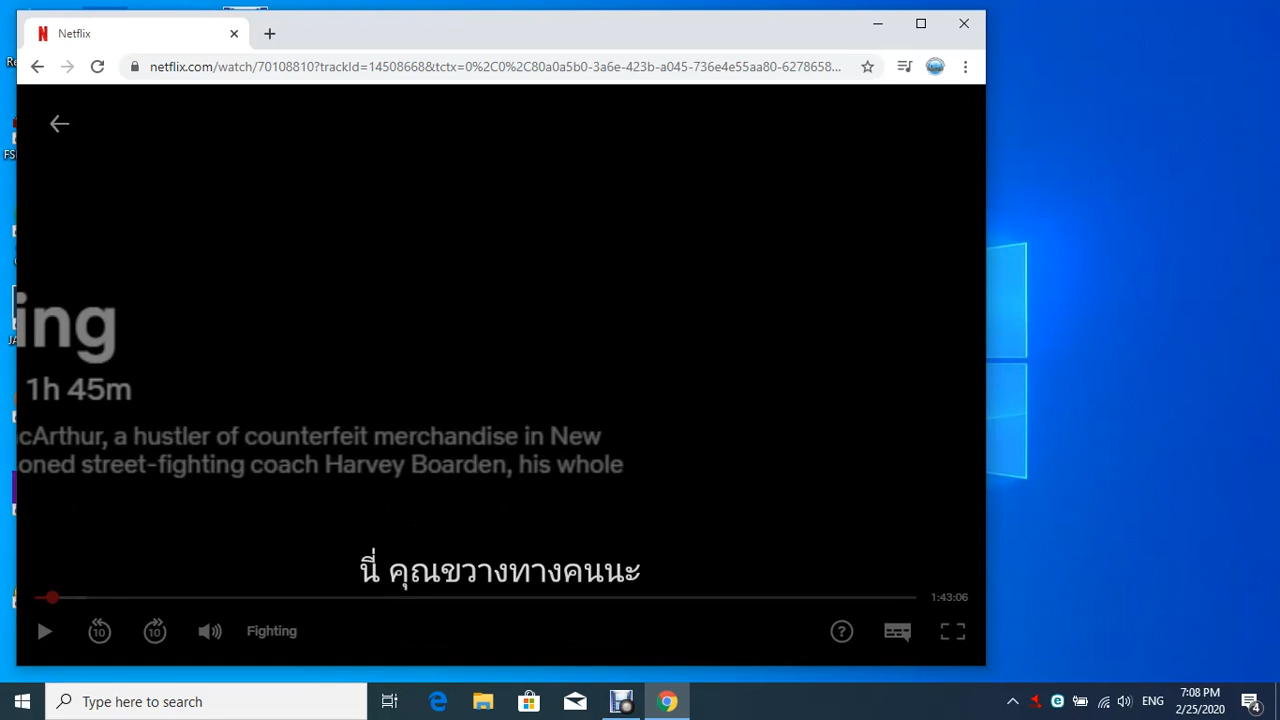 Netflix
netflix.com/watch/70108810?trackId=14508668&tctx=0%2C0%2C80a0a5b0-3a6e-423b-a045-736e4e55aa80-6278658...
ing
1h 45m
cArthur, a hustler of counterfeit merchandise in New
oned street-fighting coach Harvey Boarden, his whole
นี่ คุณขวางทางคนนะ
1:43:06
10
10
Fighting
?
Type here to search
ENG
7:08 PM
2/25/2020
4